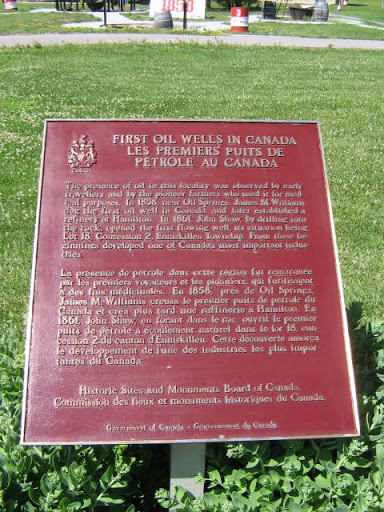 1858
3
CANADA
FIRST OIL WELLS IN CANADA
LES PREMIERS PUITS DE
PÉTROLE AU CANADA
The presence of oil in this locality was observed by early
travellers and by the pioneer farmers who used it for med-
ical purposes. In 1858, near Oil Springs, James M. Williams
dug the first oil well in Canada and later established a
refinery at Hamilton. In 1861, John Shaw, by drilling into
the rock, opened the first flowing well, its situation being
Lot 18, Concession 2, Enniskillen Township. From these be-
ginnings developed one of Canada's most important indus-
tries.
La présence de pétrole dans cette région fut remarquée
par les premiers voyageurs et les pionniers, qui l'utilisaient
à des fins médicinales. En 1858, près de Oil Springs,
James M. Williams creusa le premier puits de pétrole du
Canada et créa plus tard une raffinerie à Hamilton. En
1861, John Shaw, en forant dans le roc, ouvrit le premier
puits de pétrole à écoulement naturel dans le lot 18, con-
cession 2 du canton d'Enniskillen. Cette découverte amorça
le développement de l'une des industries les plus impor-
tantes du Canada.
Historic Sites and Monuments Board of Canada.
Commission des lieux et monuments historiques du Canada.
Government of Canada - Gouvernement du Canada